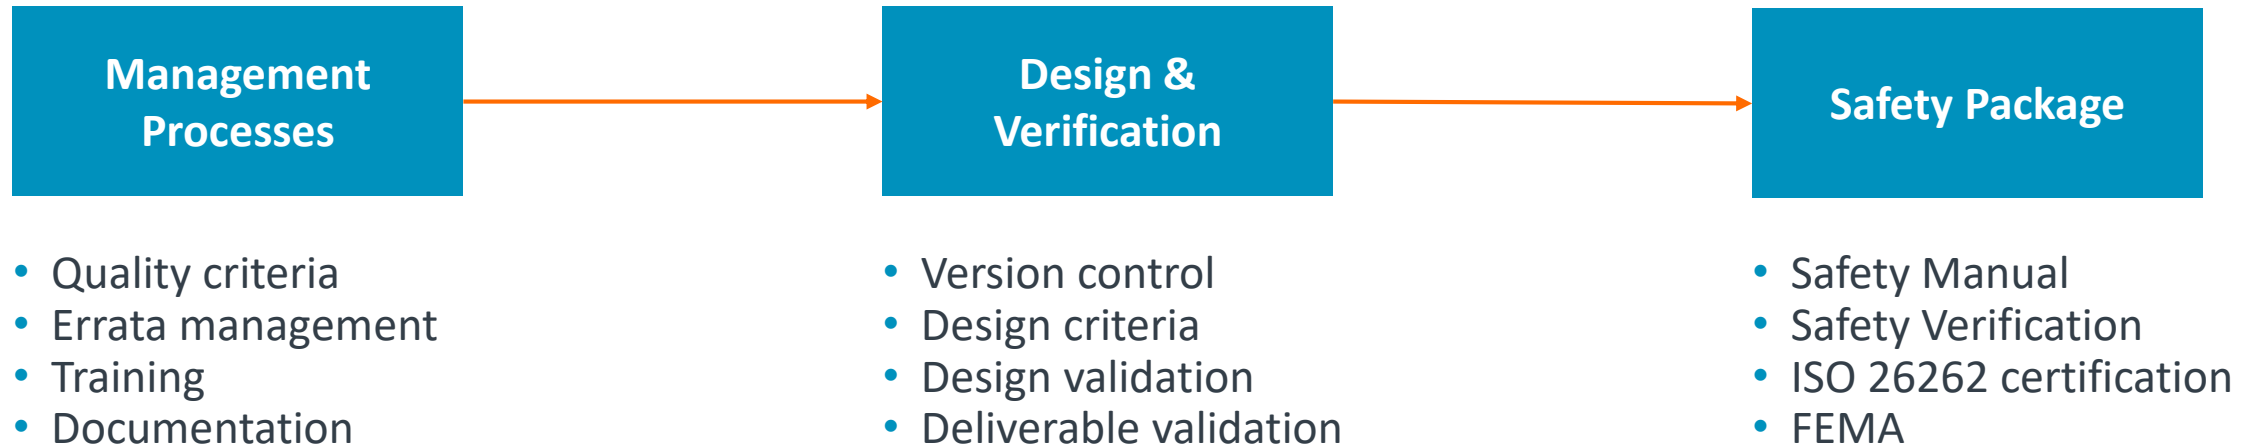 Management
Processes
• Quality criteria
• Errata management
• Training
• Documentation
Design &
Verification
• Version control
• Design criteria
• Design validation
• Deliverable validation
Safety Package
• Safety Manual
• Safety Verification
• ISO 26262 certification
• FEMA